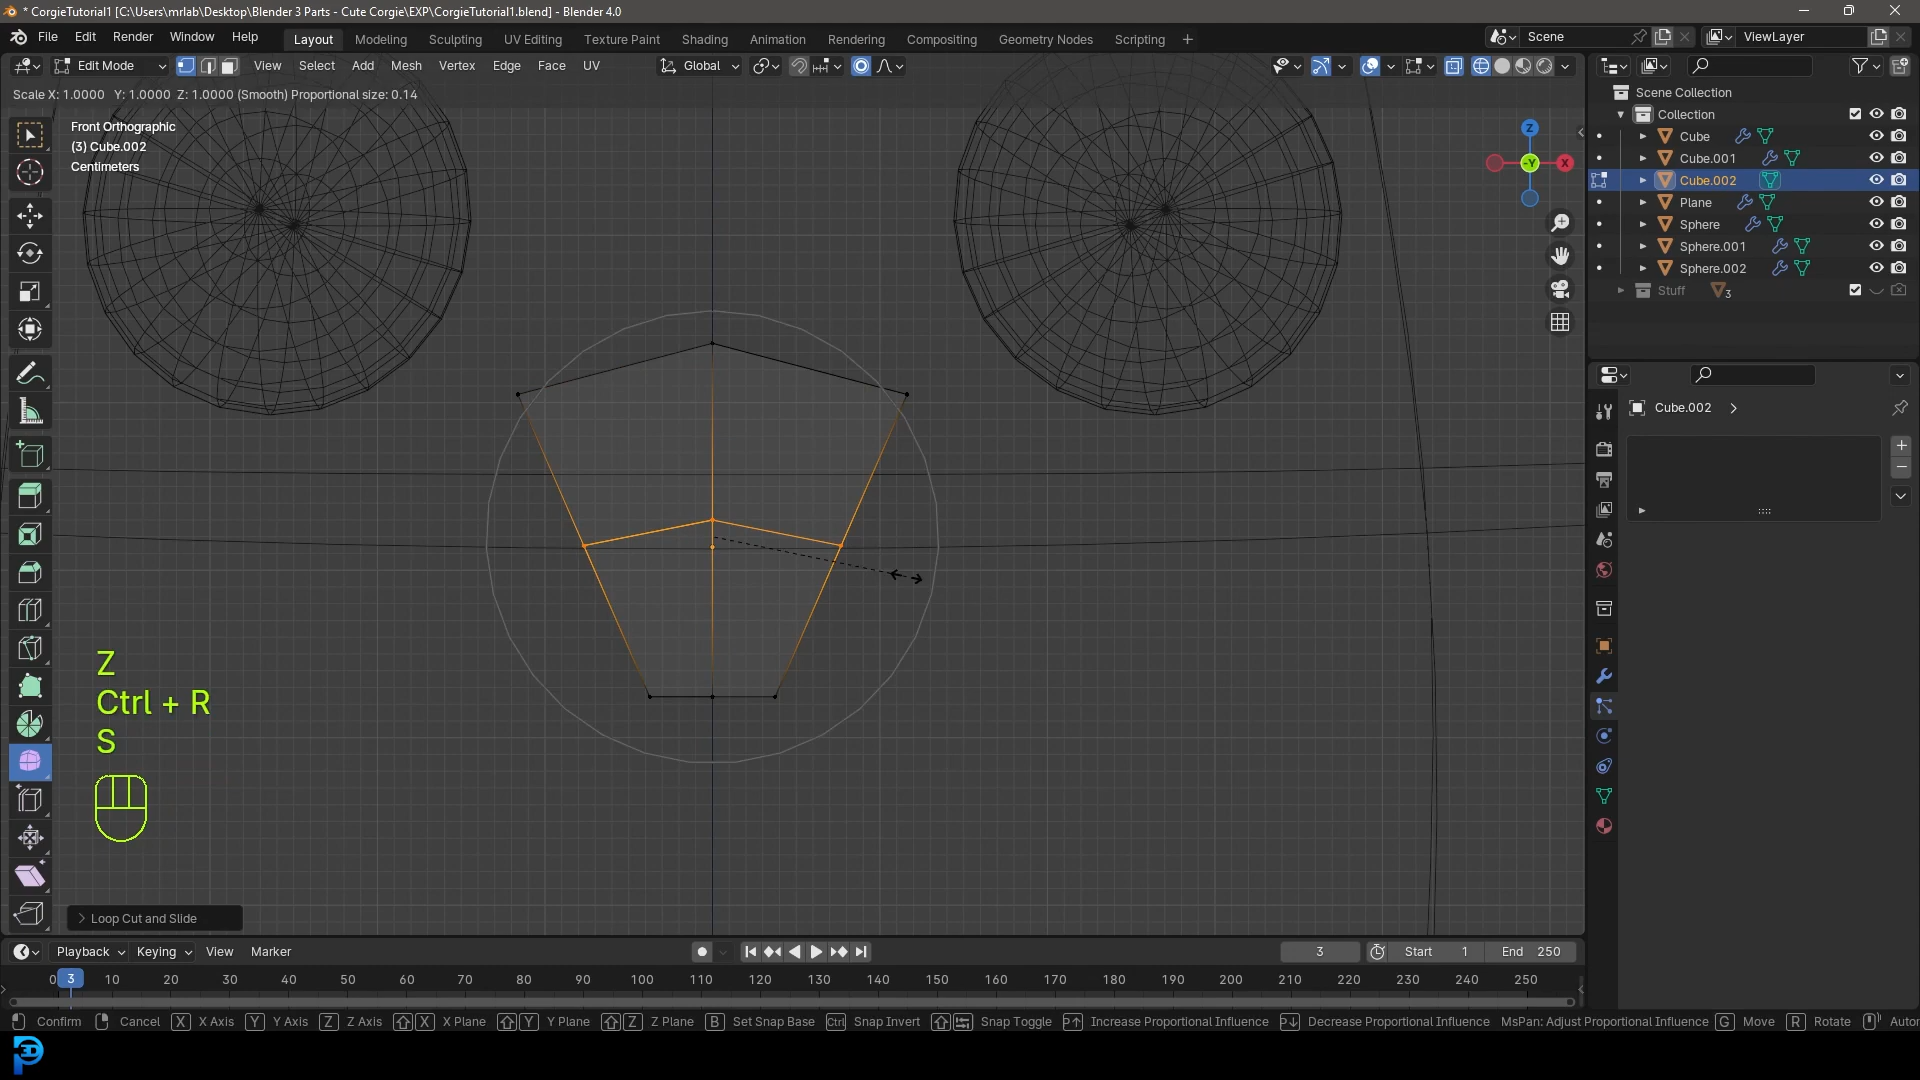 * CorgieTutorial1 [C:\Users\mrlab\Desktop\Blender 3 Parts - Cute Corgie\EXP\CorgieTutorial1.blend] - Blender 4.0
File Edit Render Window Help Layout Modeling Sculpting UV Editing Texture Paint Shading Animation Rendering Compositing Geometry Nodes Scripting + Scene ViewLayer
Edit Mode View Select Add Mesh Vertex Edge Face UV Global
Scale X: 1.0000 Y: 1.0000 Z: 1.0000 (Smooth) Proportional size: 0.14
Front Orthographic
(3) Cube.002
Centimeters
Z
-Y
X
Scene Collection
Collection
Cube
Cube.001
Cube.002
Plane
Sphere
Sphere.001
Sphere.002
Stuff 3
Cube.002
Z
Ctrl + R
S
Loop Cut and Slide
Playback Keying View Marker 3 Start 1 End 250
0 3 10 20 30 40 50 60 70 80 90 100 110 120 130 140 150 160 170 180 190 200 210 220 230 240 250
Confirm Cancel X X Axis Y Y Axis Z Z Axis X X Plane Y Y Plane Z Z Plane B Set Snap Base Ctrl Snap Invert Snap Toggle P↑ Increase Proportional Influence P↓ Decrease Proportional Influence MsPan: Adjust Proportional Influence G Move R Rotate Autor